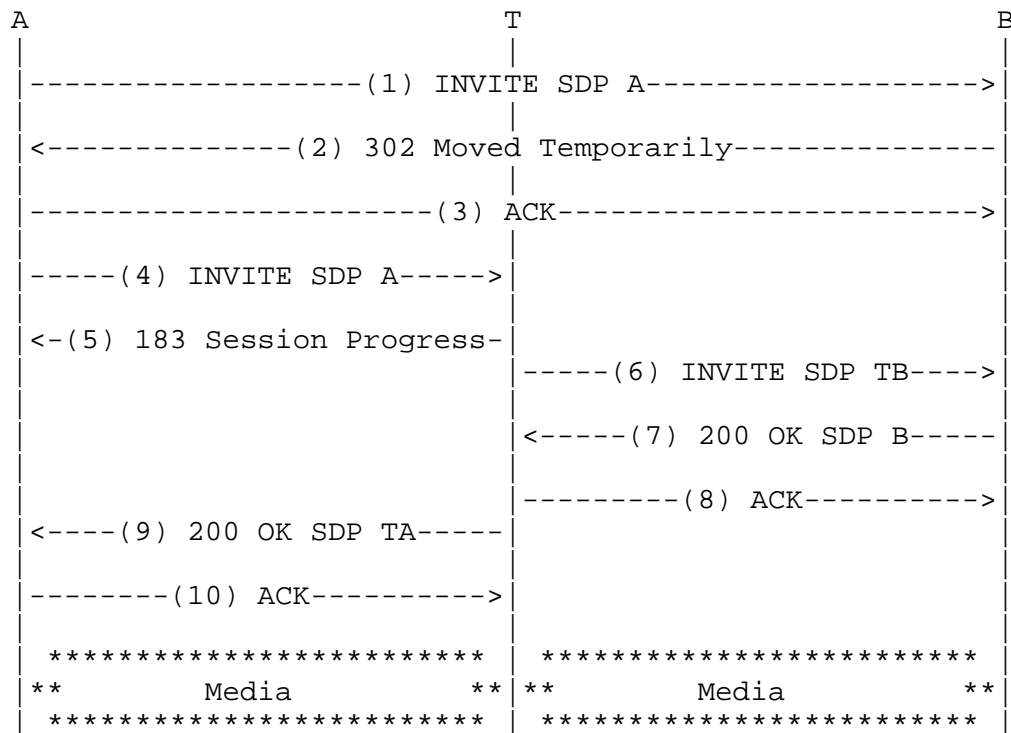 A T B
|-------------------(1) INVITE SDP A------------------->|
|<--------------(2) 302 Moved Temporarily---------------|
|-----------------------(3) ACK------------------------>|
|-----(4) INVITE SDP A----->|
|<-(5) 183 Session Progress-|
|-----(6) INVITE SDP TB---->|
|<-----(7) 200 OK SDP B-----|
|---------(8) ACK---------->|
|<----(9) 200 OK SDP TA-----|
|--------(10) ACK---------->|
| ************************* | ************************* |
|** Media **|** Media **|
| ************************* | ************************* |